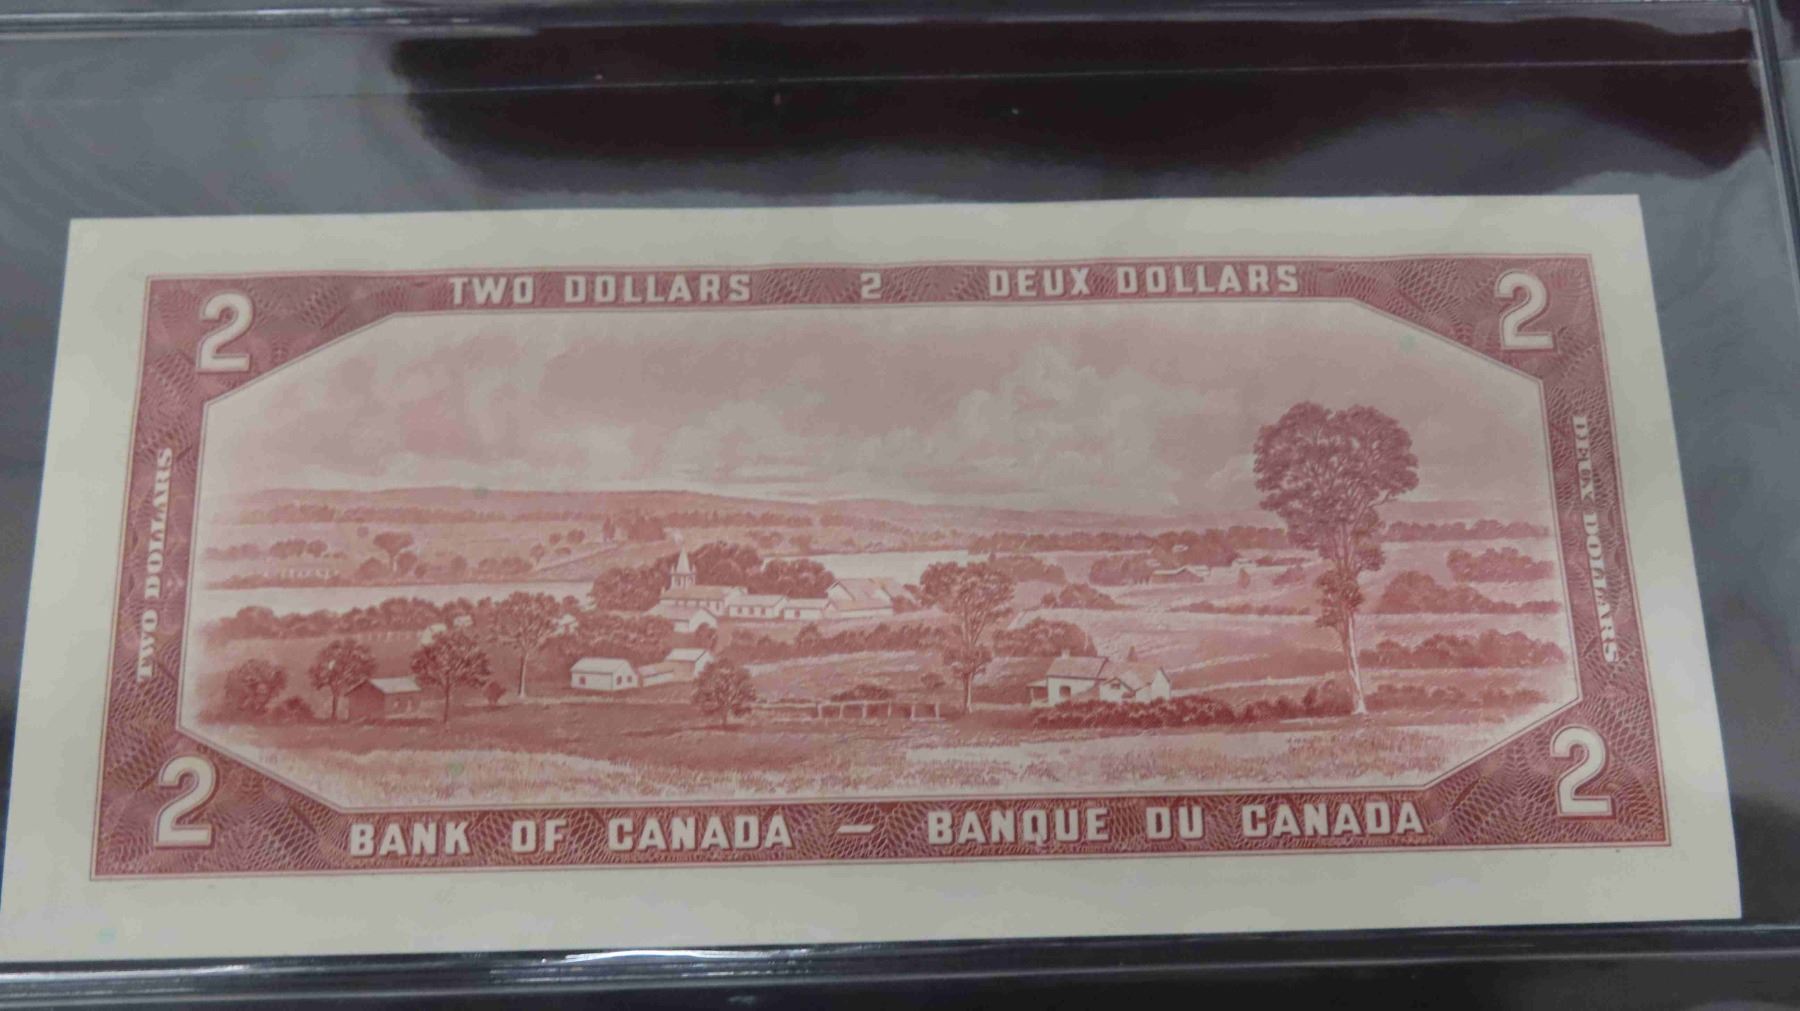 TWO DOLLARS 2 DEUX DOLLARS
2 2
TWO DOLLARS
DEUX DOLLARS
2 2
BANK OF CANADA — BANQUE DU CANADA